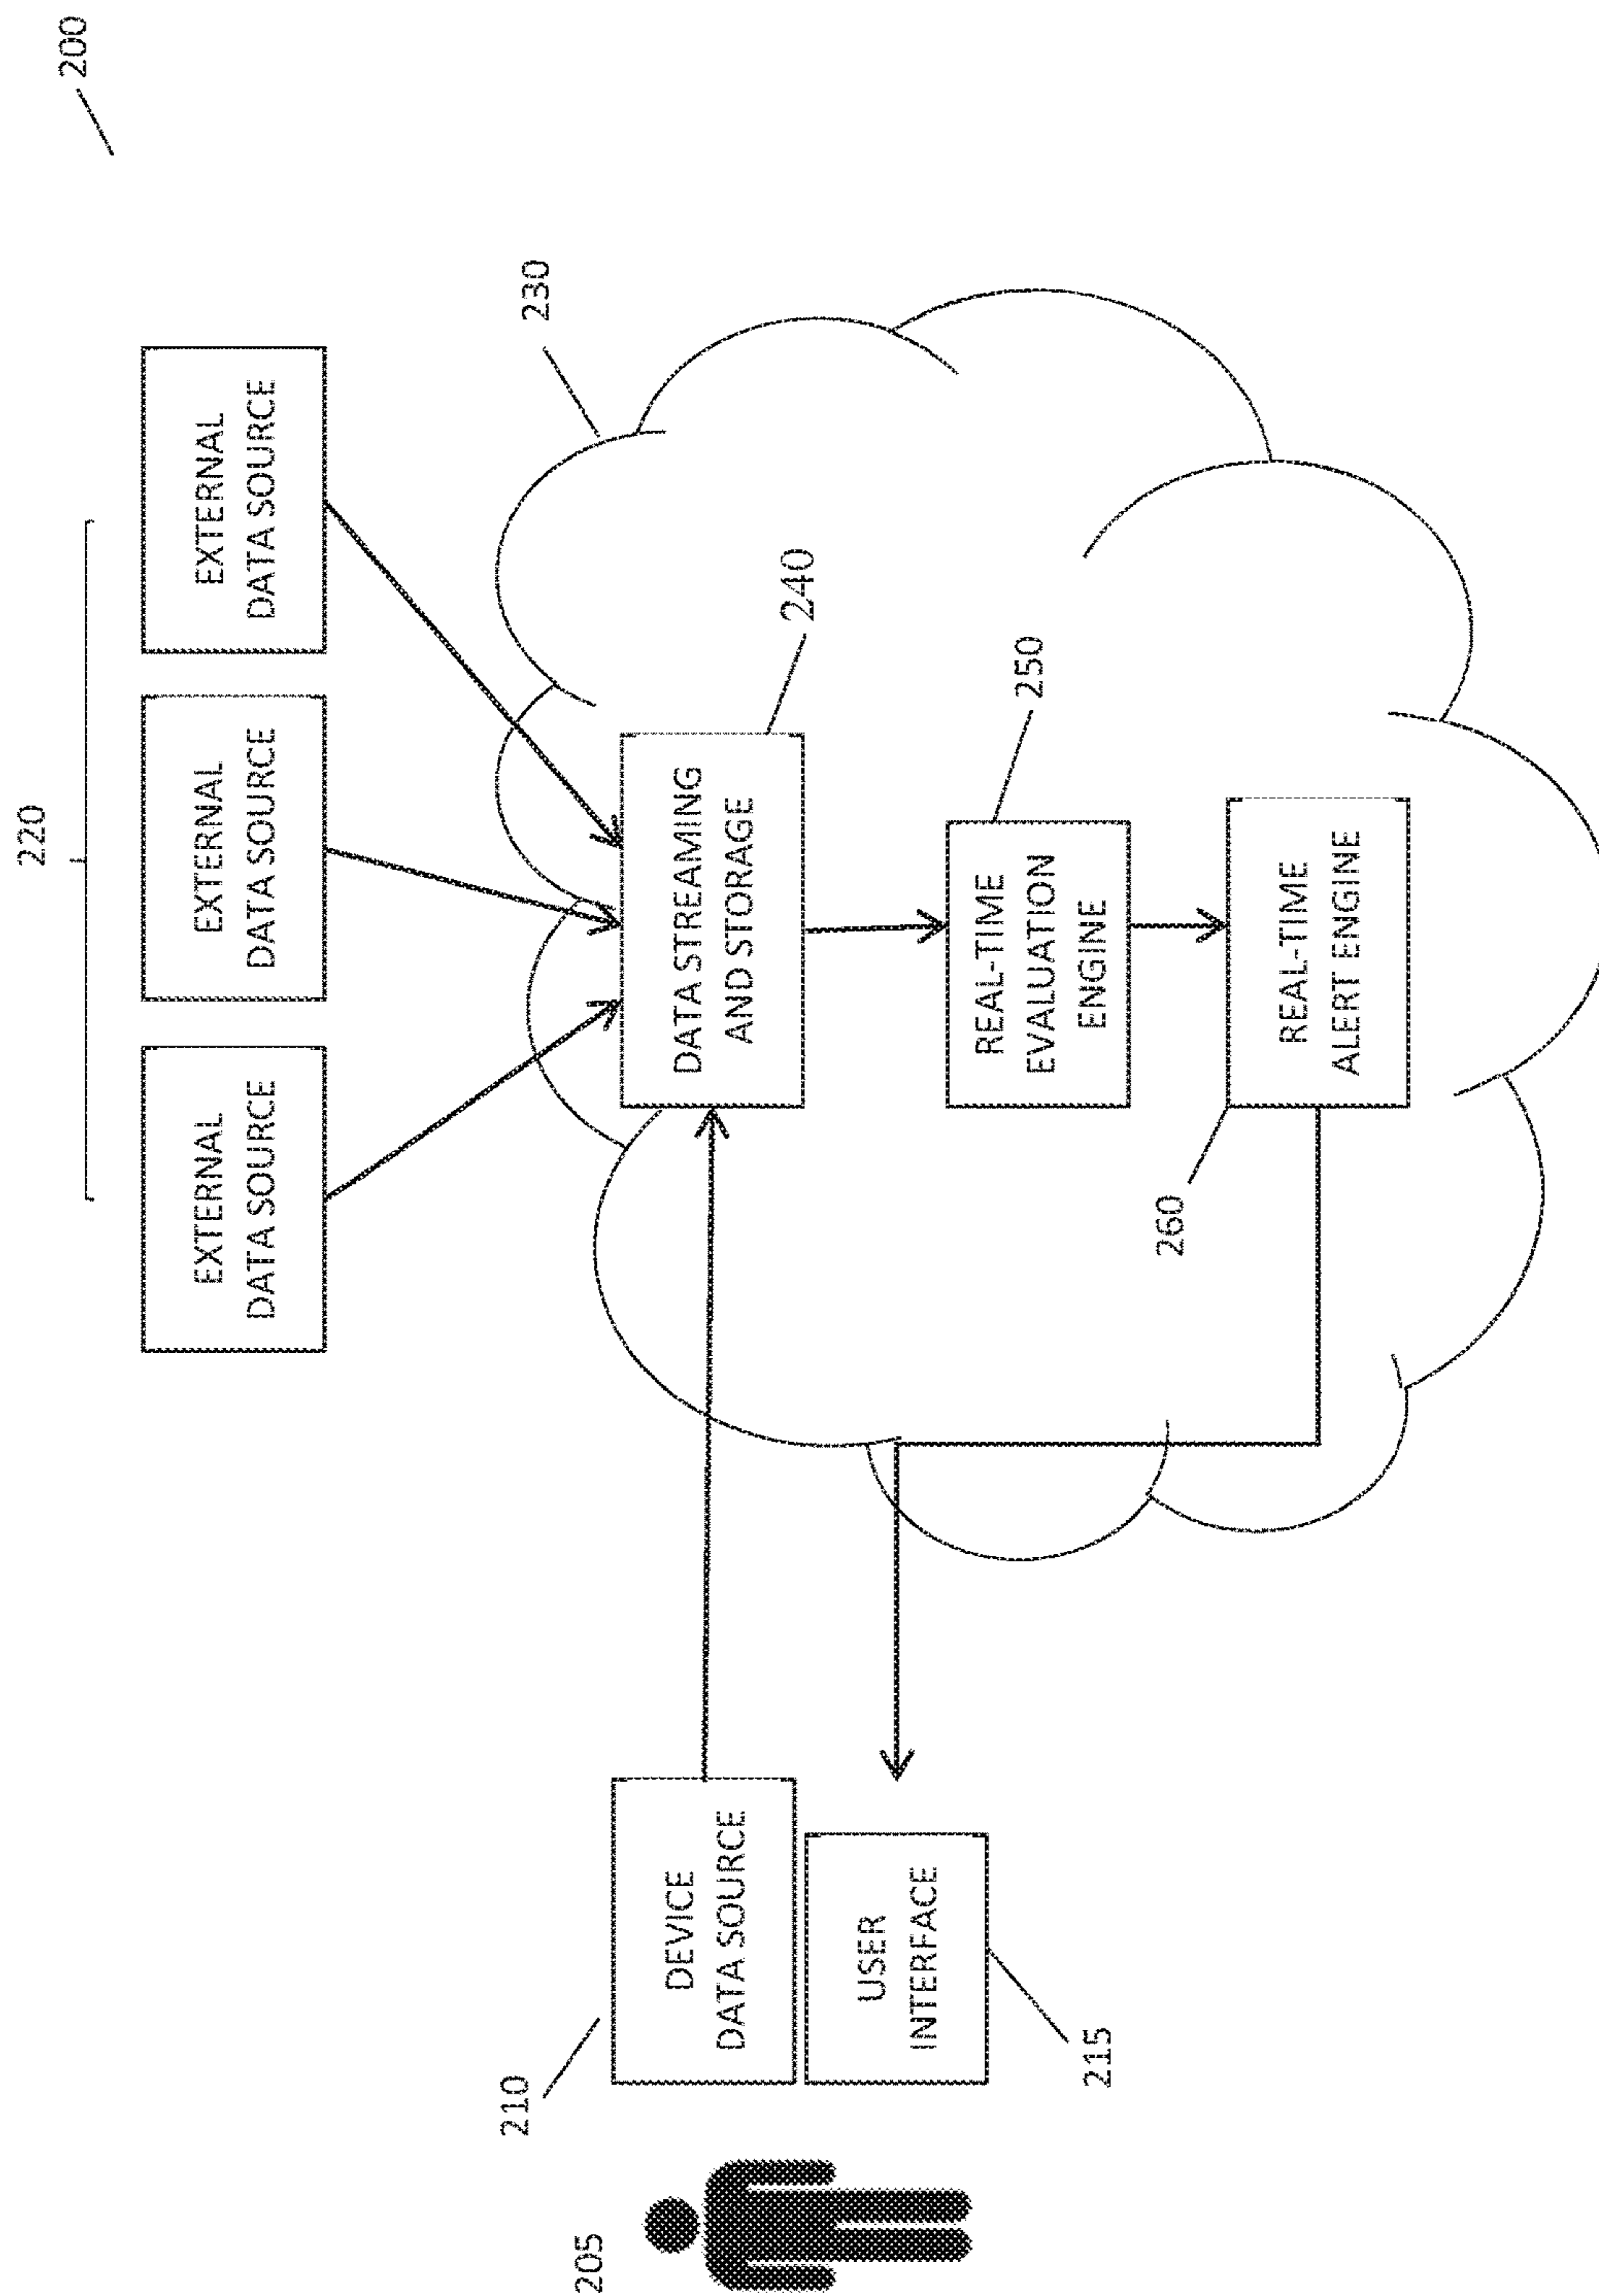 200
220
EXTERNAL
DATA SOURCE
EXTERNAL
DATA SOURCE
EXTERNAL
DATA SOURCE
230
210
DEVICE
DATA SOURCE
DATA STREAMING
AND STORAGE
240
205
USER
INTERFACE
215
REAL-TIME
EVALUATION
ENGINE
250
260
REAL-TIME
ALERT ENGINE